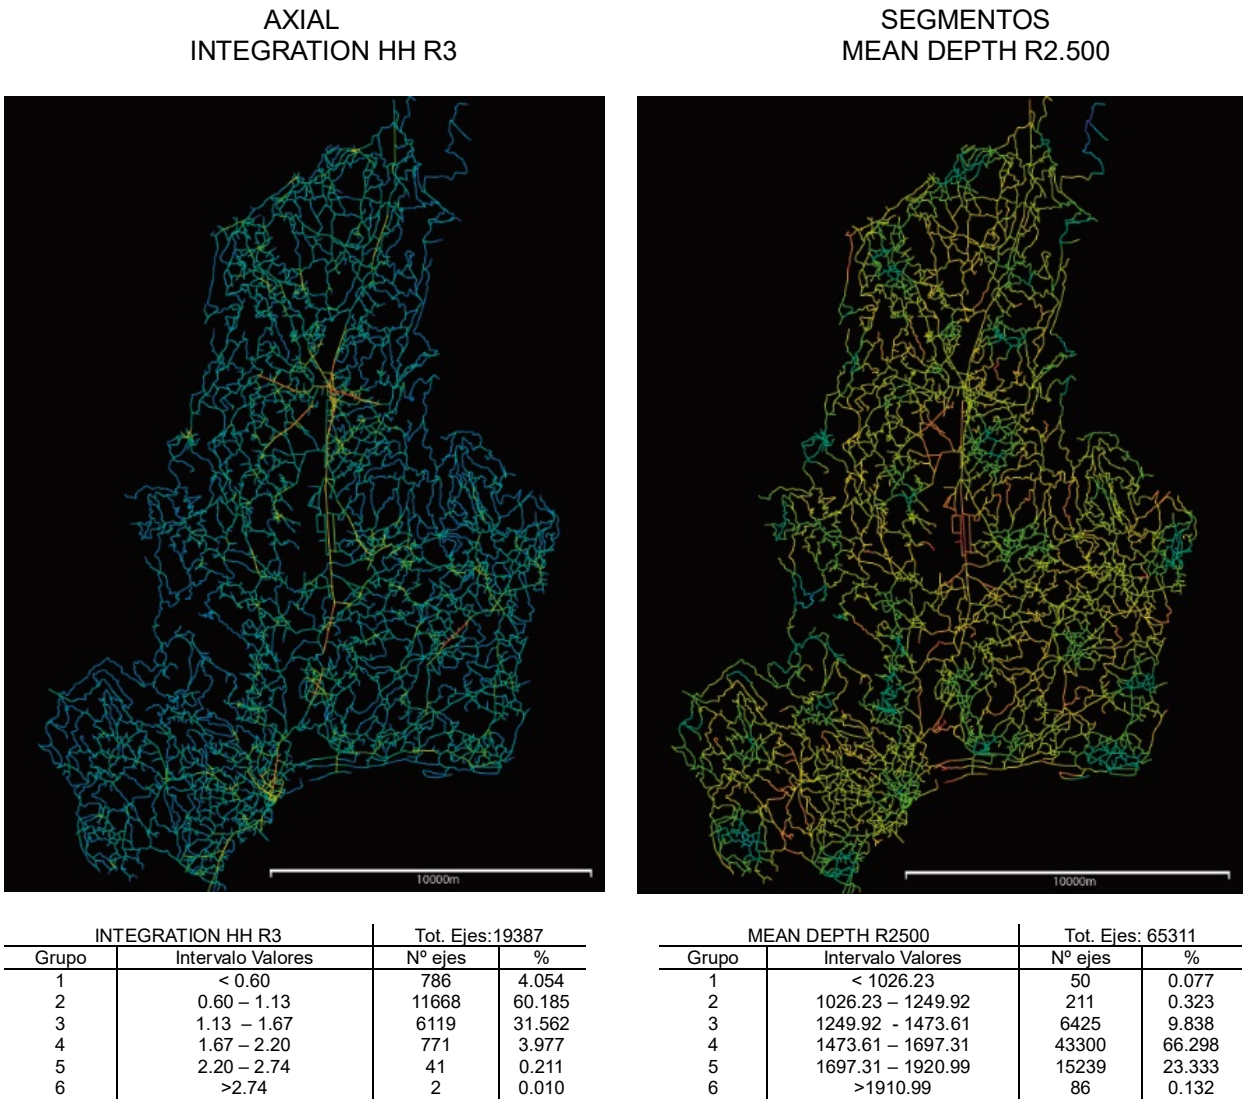 AXIAL
INTEGRATION HH R3
SEGMENTOS
MEAN DEPTH R2.500
10000m
10000m
INTEGRATION HH R3 Tot. Ejes:19387
Grupo Intervalo Valores Nº ejes %
1 < 0.60 786 4.054
2 0.60 – 1.13 11668 60.185
3 1.13 – 1.67 6119 31.562
4 1.67 – 2.20 771 3.977
5 2.20 – 2.74 41 0.211
6 >2.74 2 0.010
MEAN DEPTH R2500 Tot. Ejes: 65311
Grupo Intervalo Valores Nº ejes %
1 < 1026.23 50 0.077
2 1026.23 – 1249.92 211 0.323
3 1249.92 - 1473.61 6425 9.838
4 1473.61 – 1697.31 43300 66.298
5 1697.31 – 1920.99 15239 23.333
6 >1910.99 86 0.132